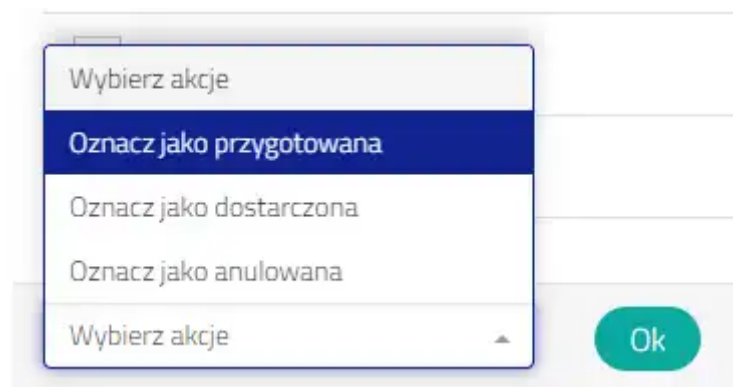 Wybierz akcje
Oznacz jako przygotowana
Oznacz jako dostarczona
Oznacz jako anulowana
Wybierz akcje
Ok